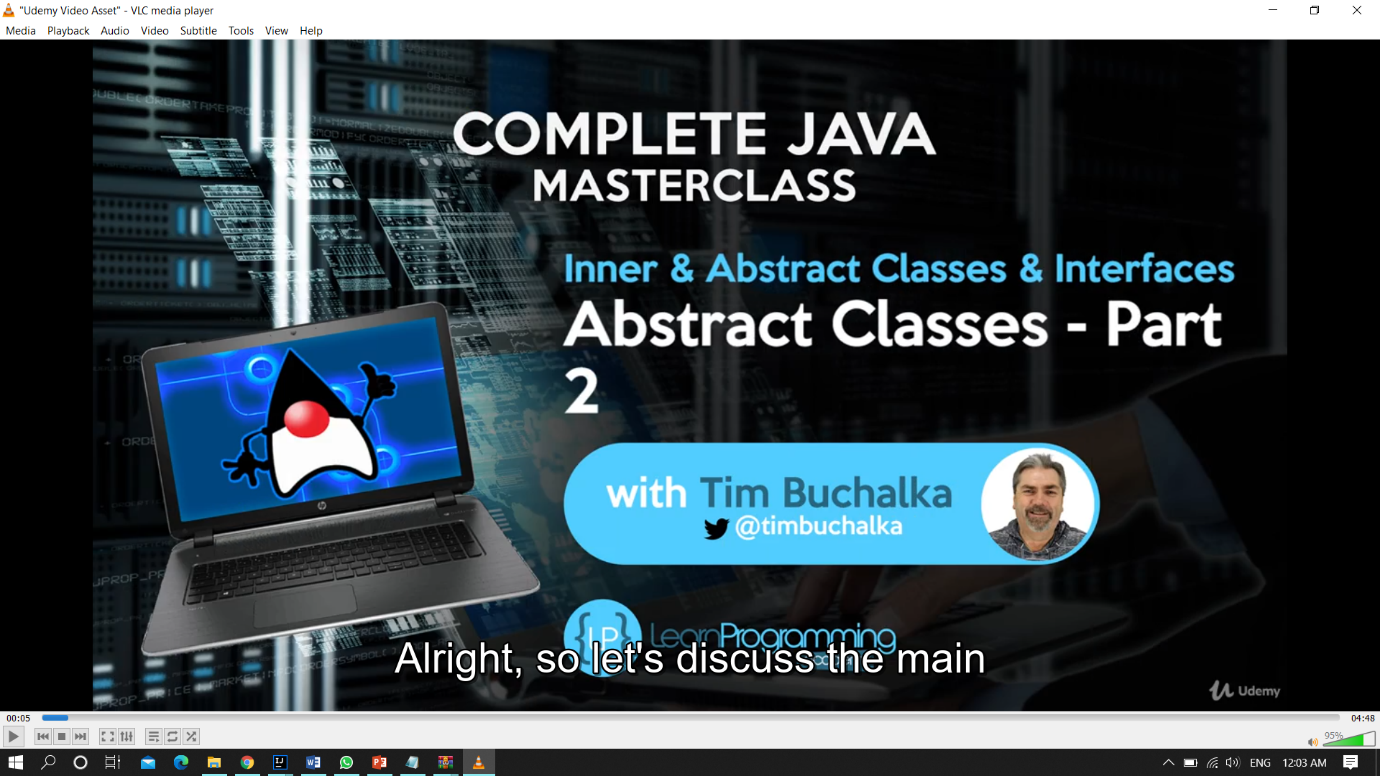 "Udemy Video Asset" - VLC media player
Media Playback Audio Video Subtitle Tools View Help
COMPLETE JAVA
MASTERCLASS
Inner & Abstract Classes & Interfaces
Abstract Classes - Part
2
with Tim Buchalka
@timbuchalka
LP
LearnProgramming
Alright, so let's discuss the main
Udemy
00:05
04:48
95%
ENG 12:03 AM